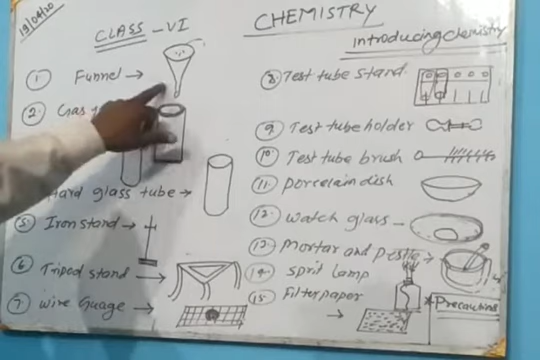 19/04/20
CLASS - VI
CHEMISTRY
Introducing chemistry
① Funnel →
② Gas
Hard glass tube →
⑤ Iron stand →
⑥ Tripod stand →
⑦ Wire Guage →
⑧ Test tube stand.
⑨ Test tube holder
⑩ Test tube brush
11. Porcelain dish
12. Watch glass -
13. Mortar and pestle →
14. Sprit lamp
15. Filter paper →
* Precautions